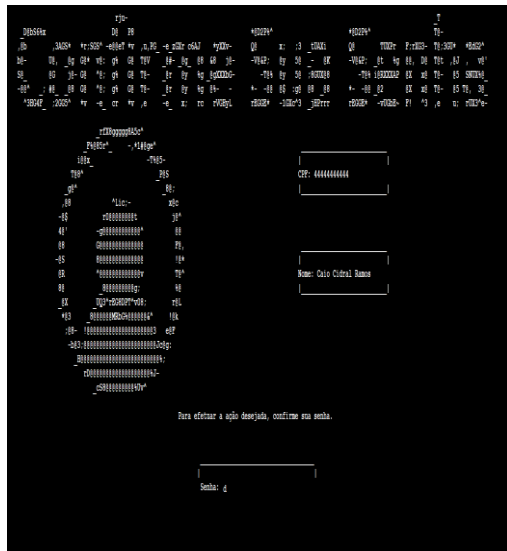 CPF: 44444444444
Nome: Caio Cidral Ramos
Para efetuar a ação desejada, confirme sua senha.
Senha: d